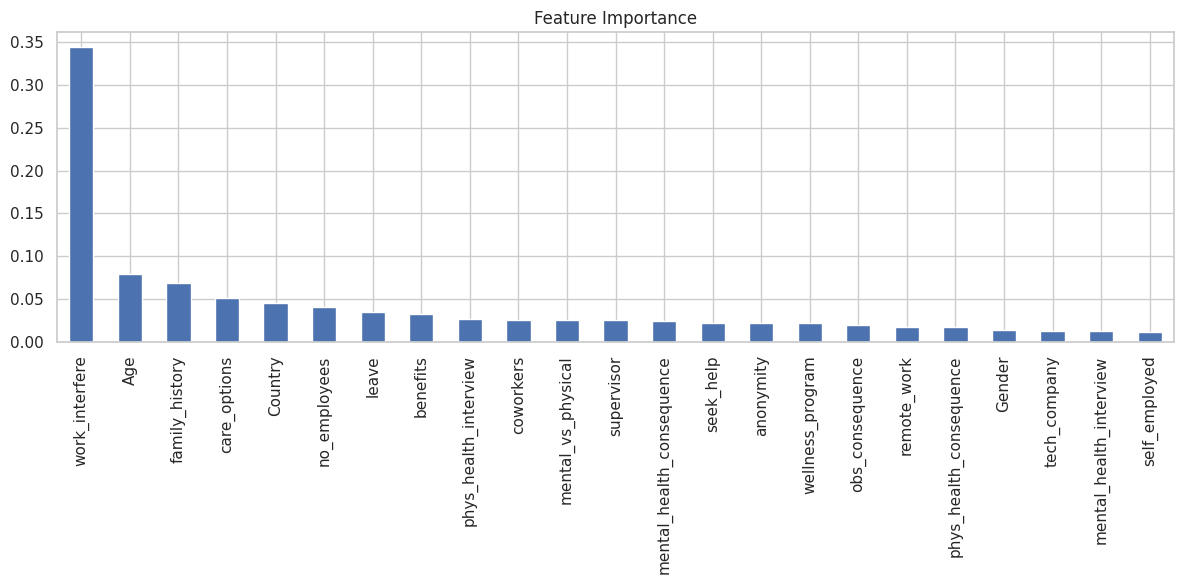 Feature Importance
0.35
0.30
0.25
0.20
0.15
0.10
0.05
0.00
work_interfere
Age
family_history
care_options
Country
no_employees
leave
benefits
phys_health_interview
coworkers
mental_vs_physical
supervisor
mental_health_consequence
seek_help
anonymity
wellness_program
obs_consequence
remote_work
phys_health_consequence
Gender
tech_company
mental_health_interview
self_employed